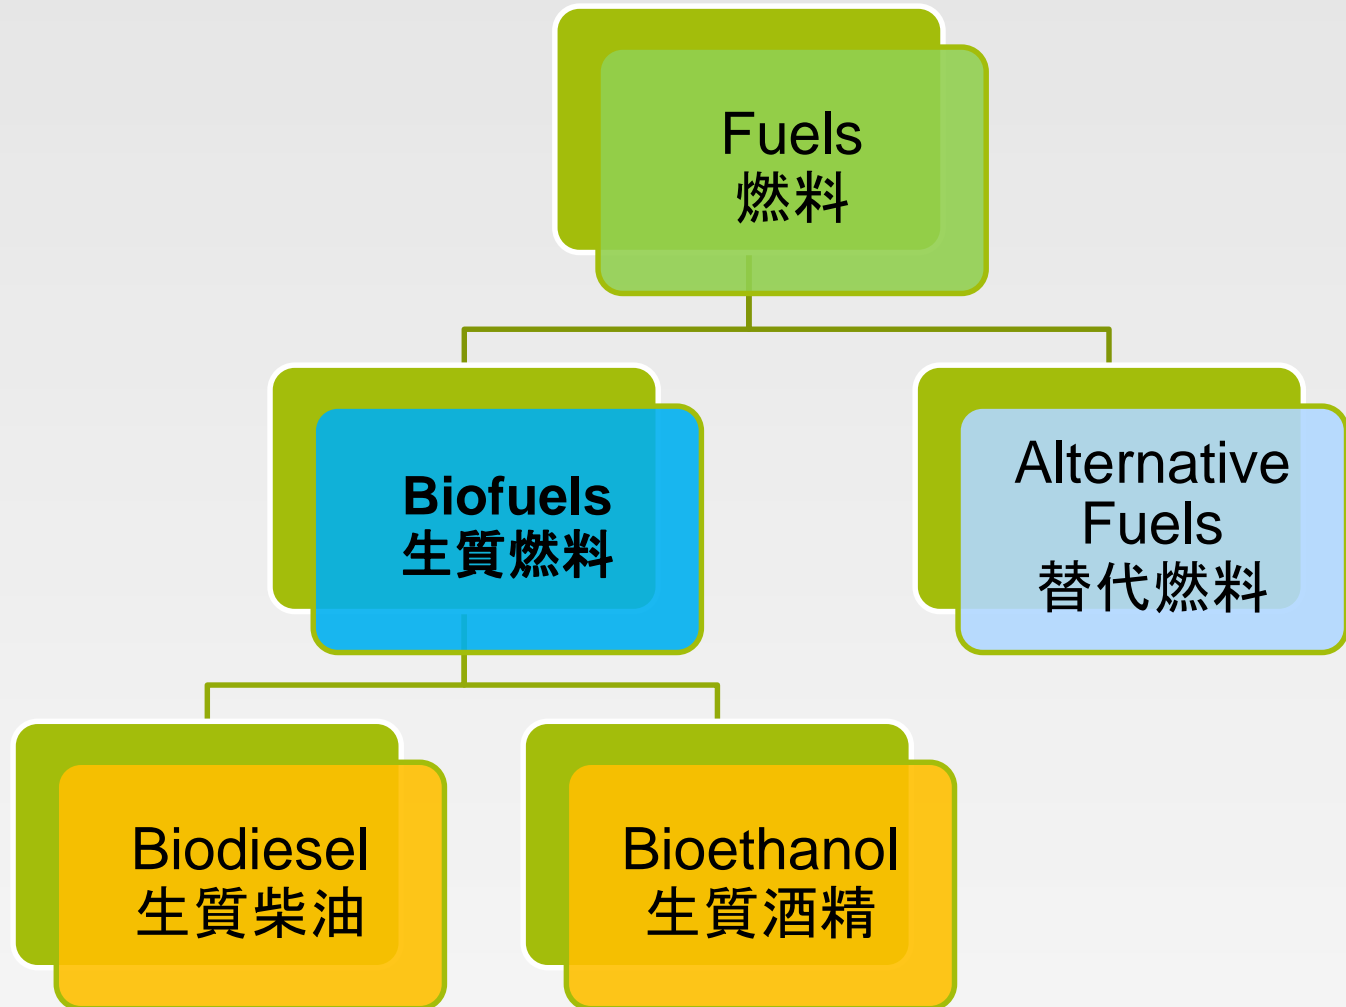 Fuels
燃料
Biofuels
生質燃料
Alternative
Fuels
替代燃料
Biodiesel
生質柴油
Bioethanol
生質酒精